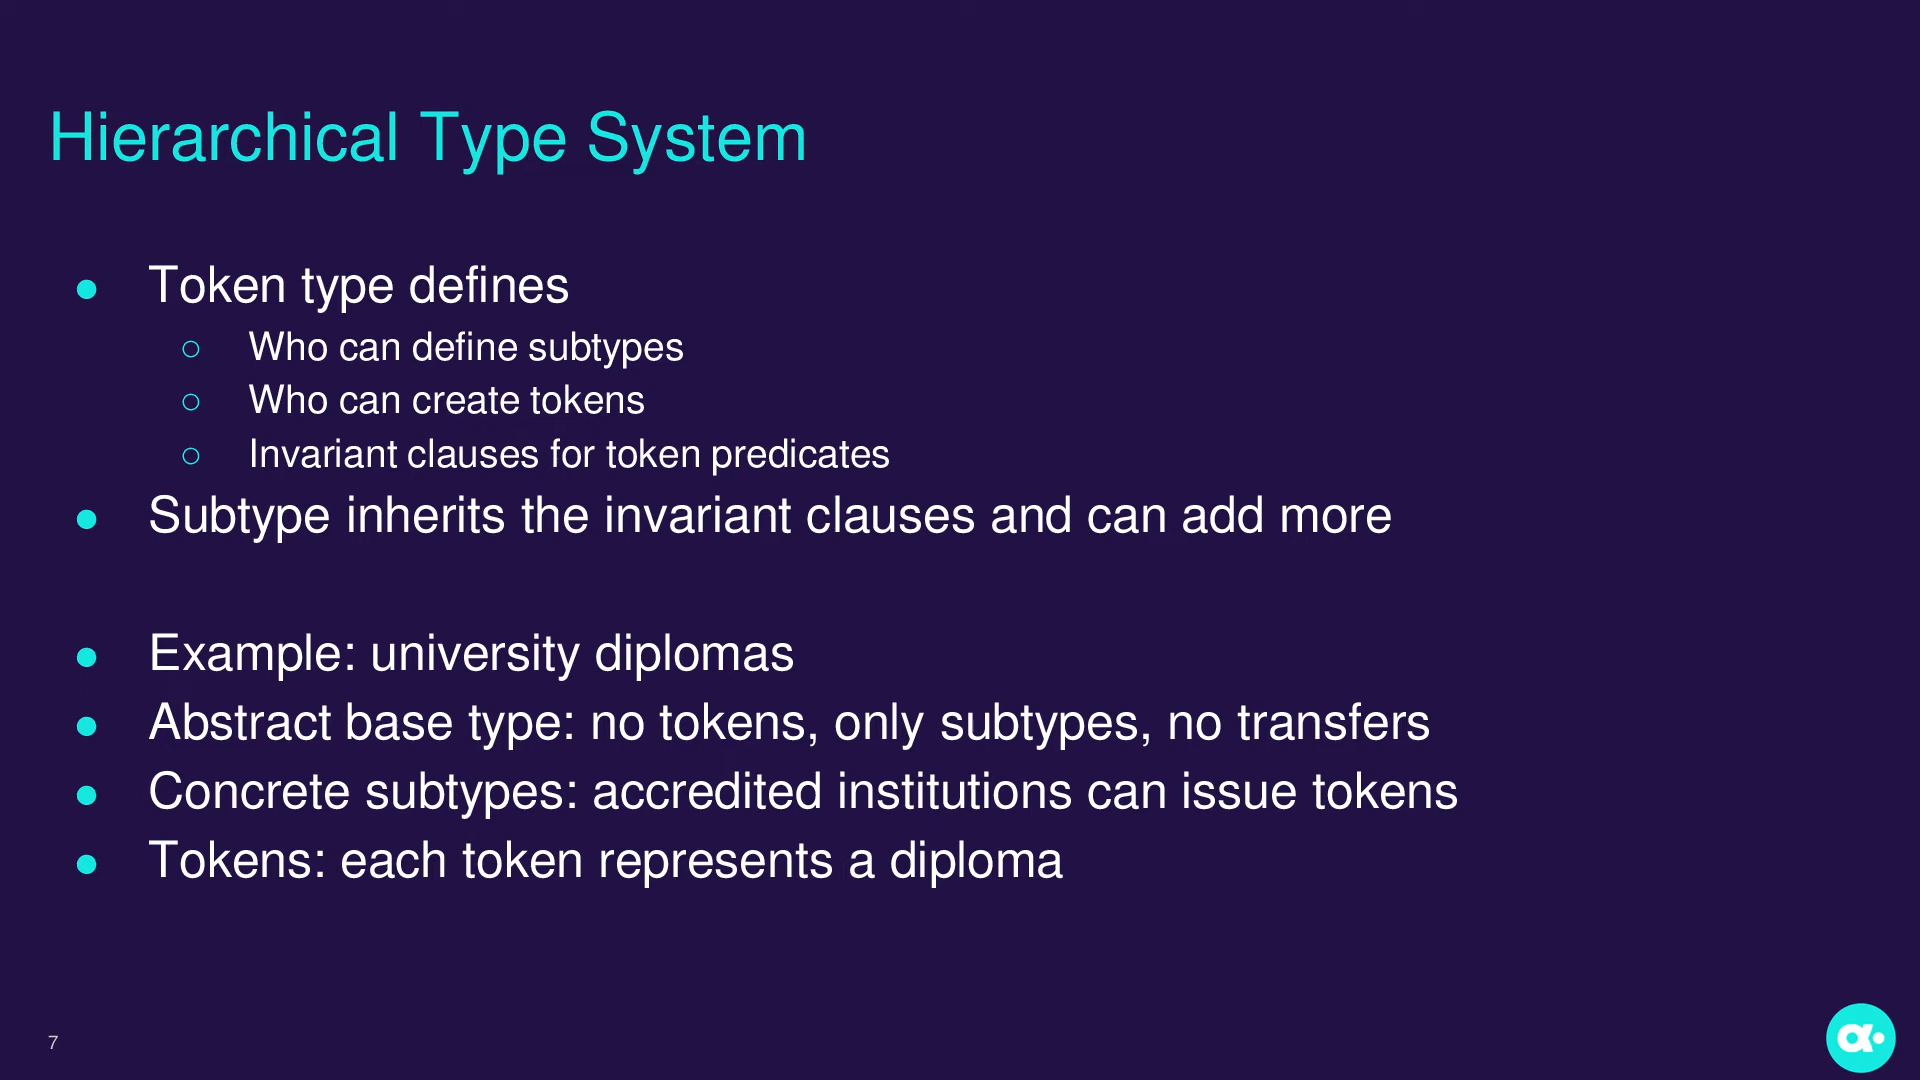 Hierarchical Type System
● Token type defines
○ Who can define subtypes
○ Who can create tokens
○ Invariant clauses for token predicates
● Subtype inherits the invariant clauses and can add more
● Example: university diplomas
● Abstract base type: no tokens, only subtypes, no transfers
● Concrete subtypes: accredited institutions can issue tokens
● Tokens: each token represents a diploma
7